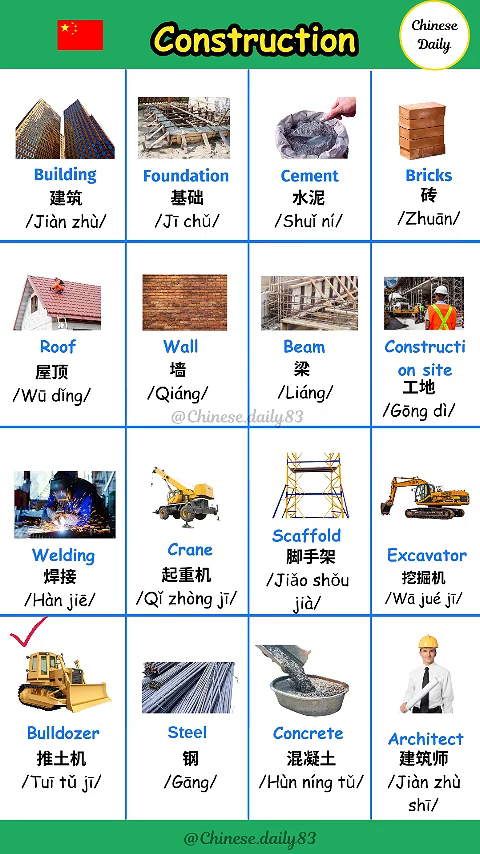 Construction
Chinese
Daily
Building
建筑
/Jiàn zhù/
Foundation
基础
/Jī chǔ/
Cement
水泥
/Shuǐ ní/
Bricks
砖
/Zhuān/
Roof
屋顶
/Wū dǐng/
Wall
墙
/Qiáng/
Beam
梁
/Liáng/
Constructi
on site
工地
/Gōng dì/
@Chinese.daily83
Welding
焊接
/Hàn jiē/
Crane
起重机
/Qǐ zhòng jī/
Scaffold
脚手架
/Jiǎo shǒu
jià/
Excavator
挖掘机
/Wā jué jī/
Bulldozer
推土机
/Tuī tǔ jī/
Steel
钢
/Gāng/
Concrete
混凝土
/Hùn níng tǔ/
Architect
建筑师
/Jiàn zhù
shī/
@Chinese.daily83